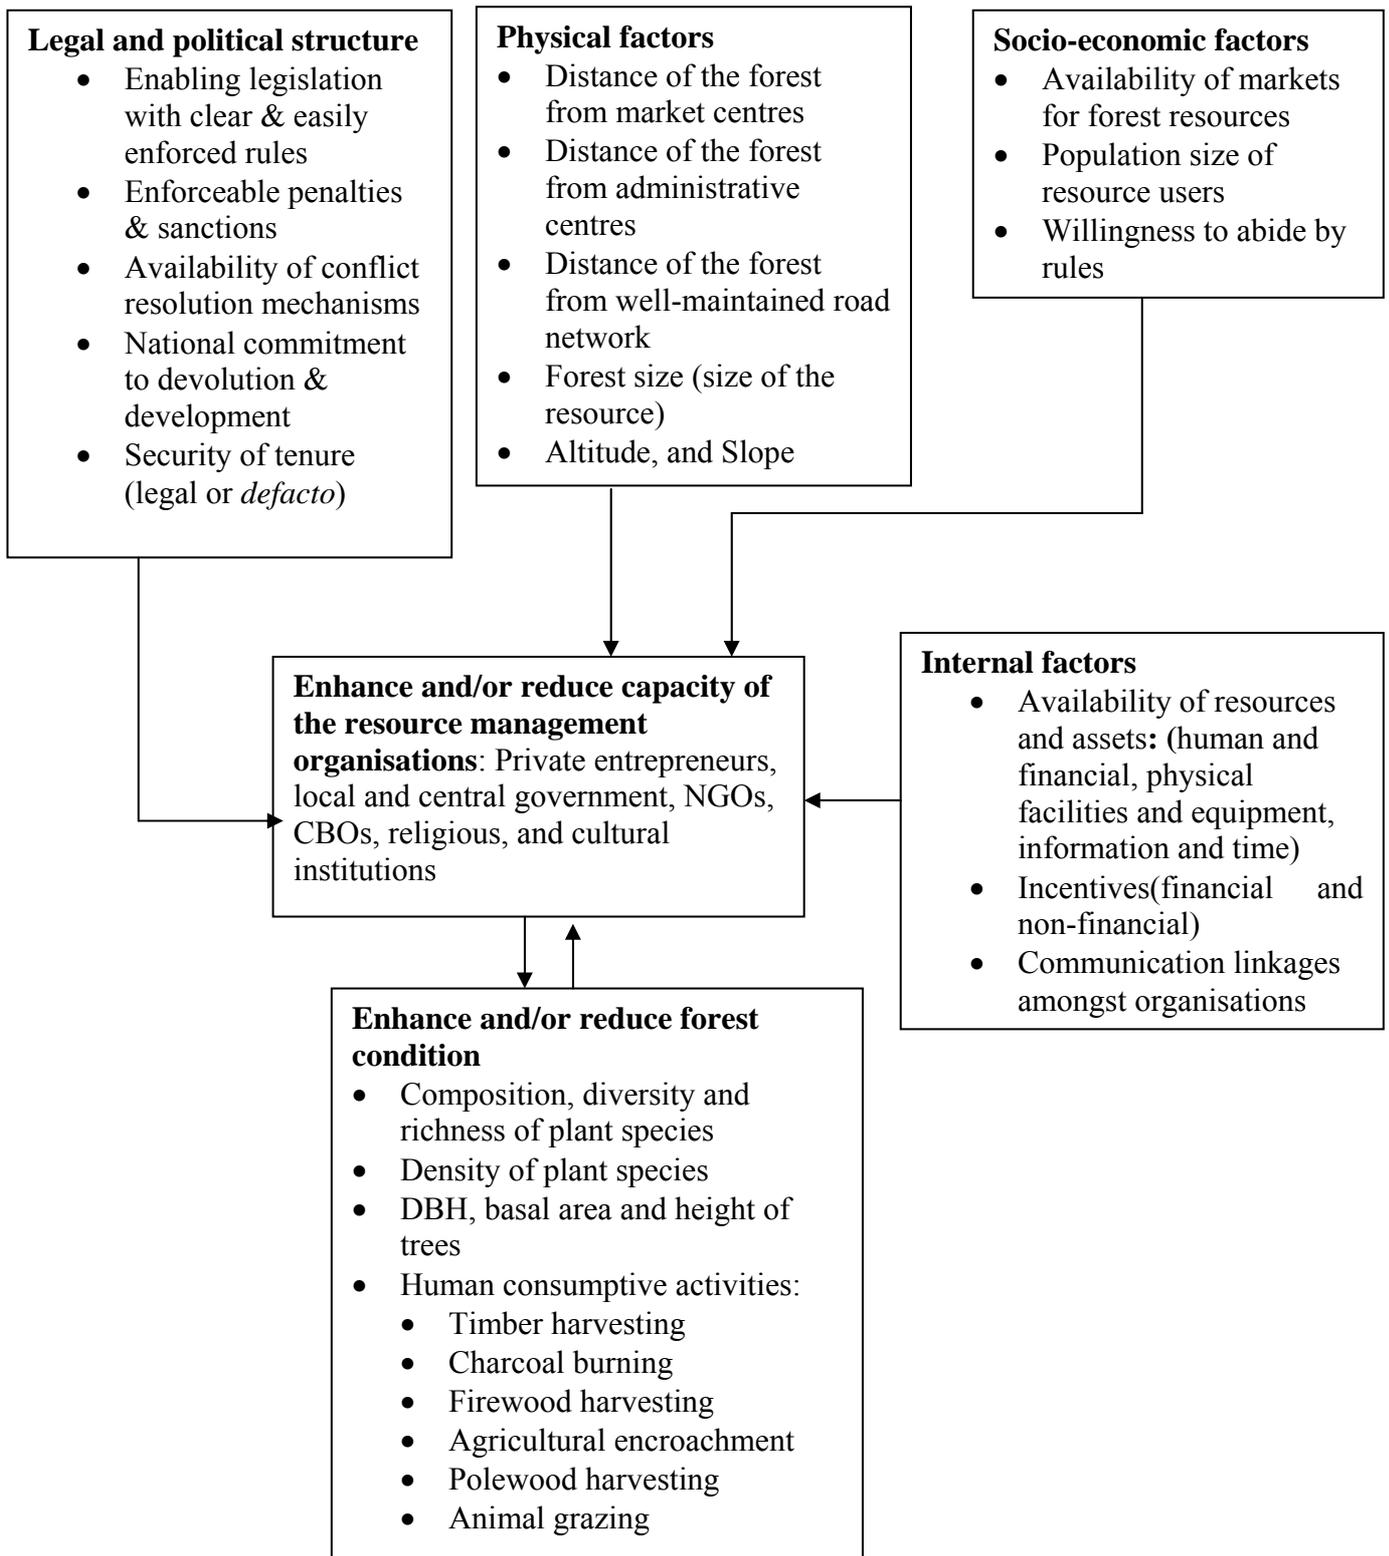 Legal and political structure
• Enabling legislation
with clear & easily
enforced rules
• Enforceable penalties
& sanctions
• Availability of conflict
resolution mechanisms
• National commitment
to devolution &
development
• Security of tenure
(legal or defacto)
Physical factors
• Distance of the forest
from market centres
• Distance of the forest
from administrative
centres
• Distance of the forest
from well-maintained road
network
• Forest size (size of the
resource)
• Altitude, and Slope
Socio-economic factors
• Availability of markets
for forest resources
• Population size of
resource users
• Willingness to abide by
rules
Enhance and/or reduce capacity of
the resource management
organisations: Private entrepreneurs,
local and central government, NGOs,
CBOs, religious, and cultural
institutions
Internal factors
• Availability of resources
and assets: (human and
financial, physical
facilities and equipment,
information and time)
• Incentives(financial and
non-financial)
• Communication linkages
amongst organisations
Enhance and/or reduce forest
condition
• Composition, diversity and
richness of plant species
• Density of plant species
• DBH, basal area and height of
trees
• Human consumptive activities:
• Timber harvesting
• Charcoal burning
• Firewood harvesting
• Agricultural encroachment
• Polewood harvesting
• Animal grazing